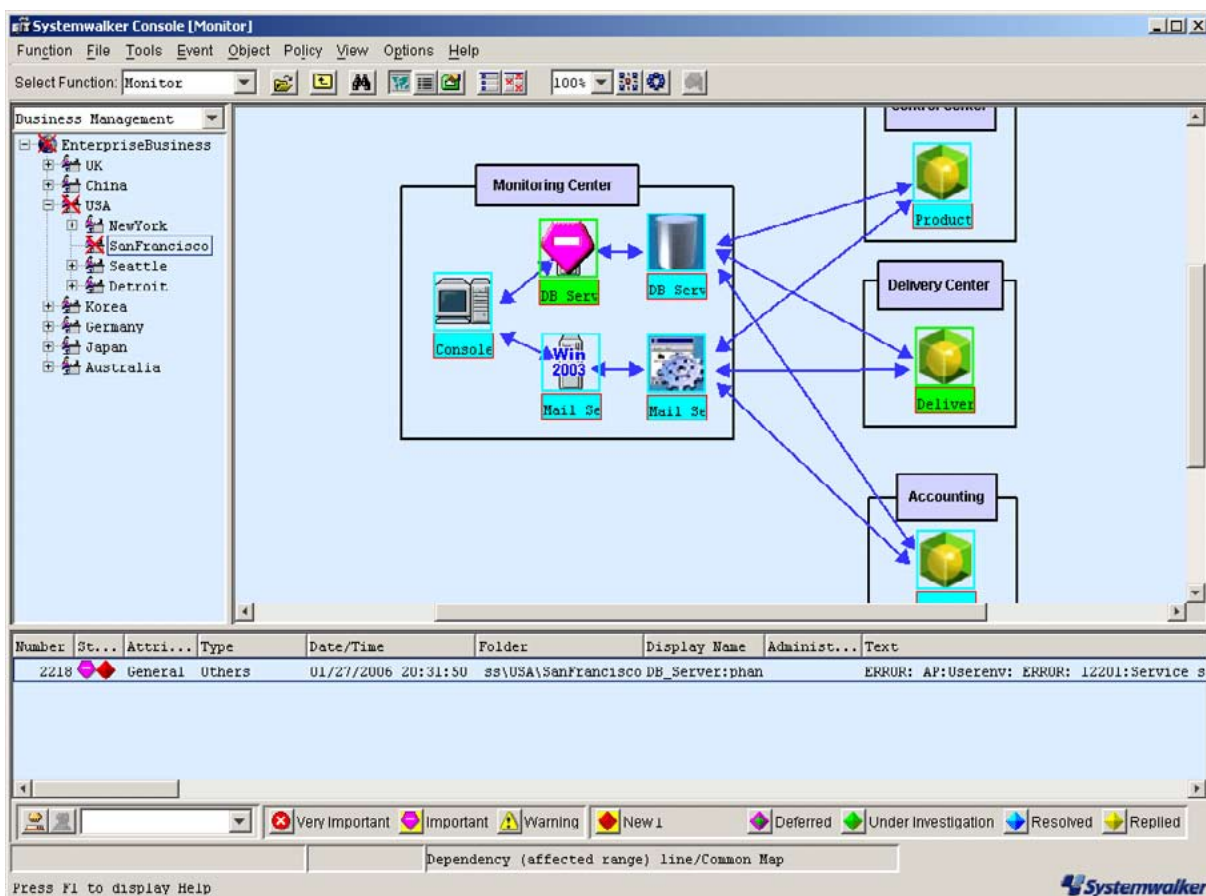 Systemwalker Console [Monitor]
Function File Tools Event Object Policy View Options Help
Select Function: Monitor 100%
Business Management
EnterpriseBusiness
UK
China
USA
NewYork
SanFrancisco
Seattle
Detroit
Korea
Germany
Japan
Australia
Control Center
Product
Monitoring Center
DB Serv
DB Serv
Console
Win
2003
Mail Se
Mail Se
Delivery Center
Deliver
Accounting
Number St... Attri... Type Date/Time Folder Display Name Administ... Text
2218 General Others 01/27/2006 20:31:50 ss\USA\SanFrancisco DB_Server:phan ERROR: AP:Userenv: ERROR: 12201:Service s
Very Important Important Warning New 1 Deferred Under Investigation Resolved Replied
Dependency (affected range) line/Common Map
Press F1 to display Help
Systemwalker